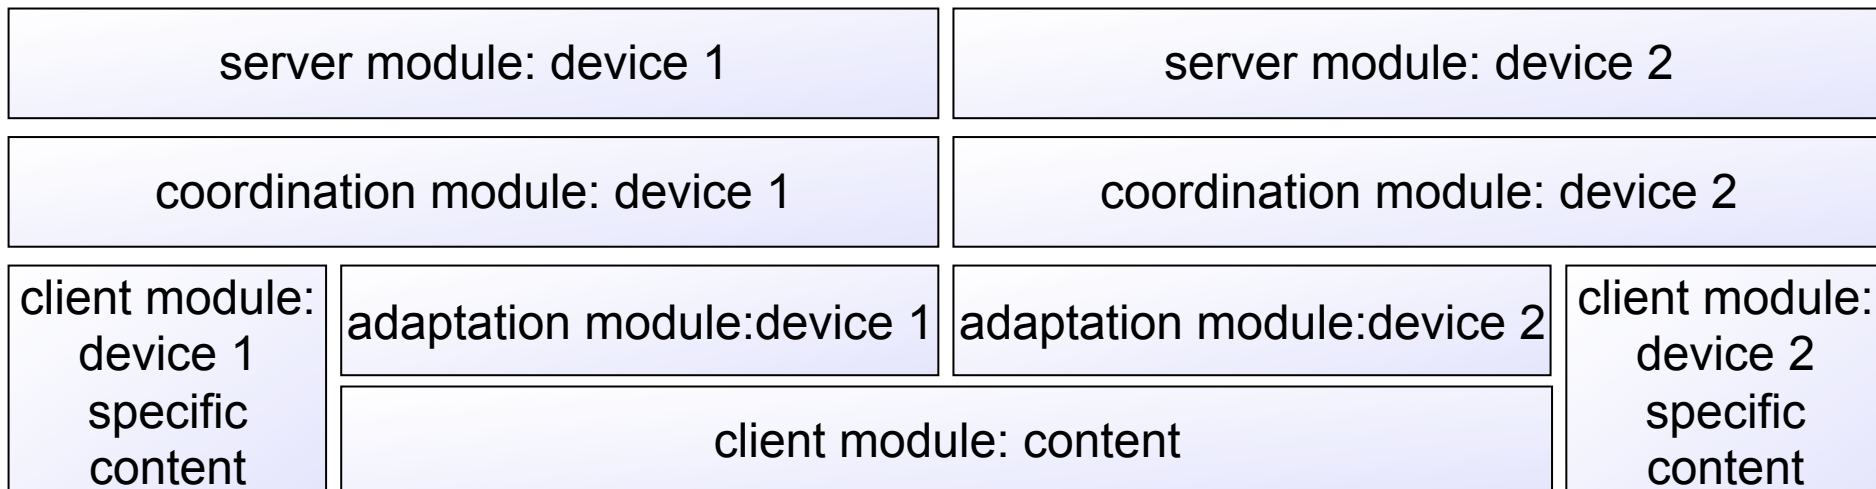 server module: device 1
server module: device 2
coordination module: device 1
coordination module: device 2
client module:
device 1
specific
content
adaptation module:device 1
adaptation module:device 2
client module:
device 2
specific
content
client module: content